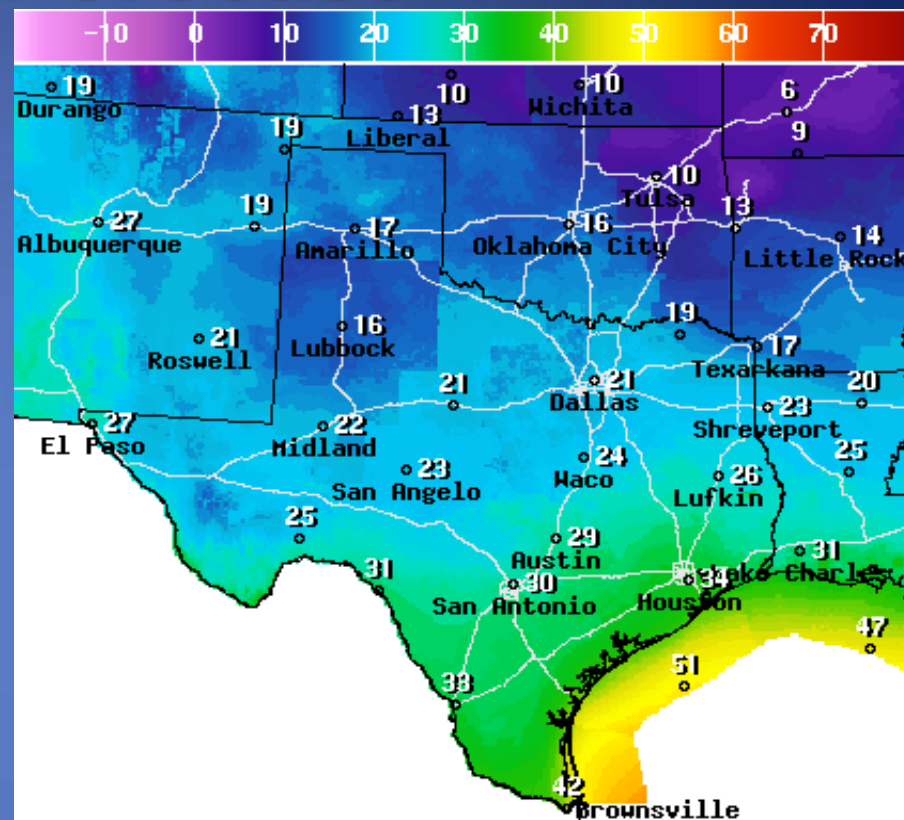 -10 0 10 20 30 40 50 60 70
19
Durango
10
10
Wichita
6
13
Liberal
9
19
10
Tulsa
27
Albuquerque
19
17
Amarillo
16
Oklahoma City
13
14
Little Rock
21
Roswell
16
Lubbock
19
17
Texarkana
21
21
Dallas
20
23
Shreveport
27
El Paso
22
Midland
23
San Angelo
24
Waco
26
Lufkin
25
25
29
Austin
31
31
30
San Antonio
34
Houston
Lake Charles
47
51
33
42
Brownsville